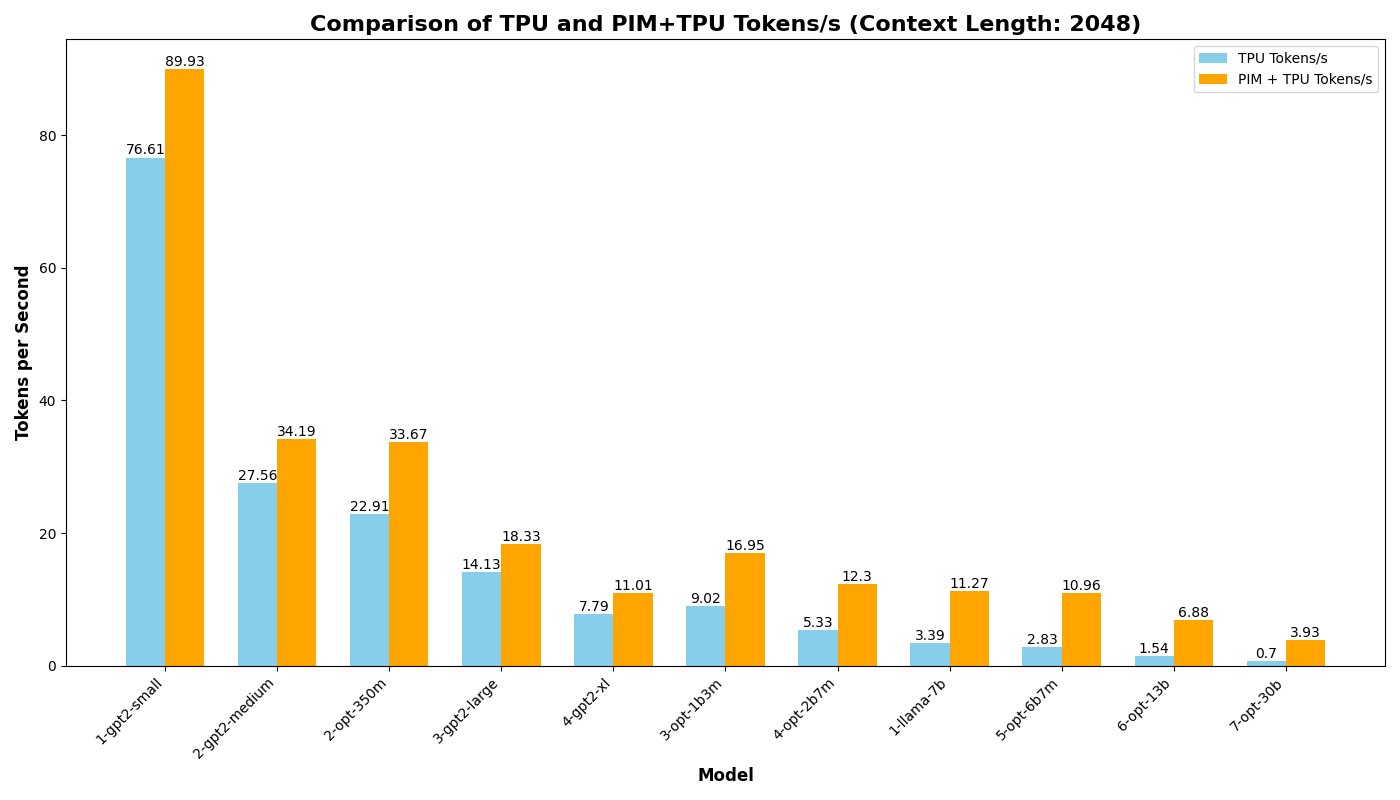 Comparison of TPU and PIM+TPU Tokens/s (Context Length: 2048)
TPU Tokens/s
PIM + TPU Tokens/s
Tokens per Second
80
60
40
20
0
76.61
89.93
27.56
34.19
22.91
33.67
14.13
18.33
7.79
11.01
9.02
16.95
5.33
12.3
3.39
11.27
2.83
10.96
1.54
6.88
0.7
3.93
1-gpt2-small
2-gpt2-medium
2-opt-350m
3-gpt2-large
4-gpt2-xl
3-opt-1b3m
4-opt-2b7m
1-llama-7b
5-opt-6b7m
6-opt-13b
7-opt-30b
Model